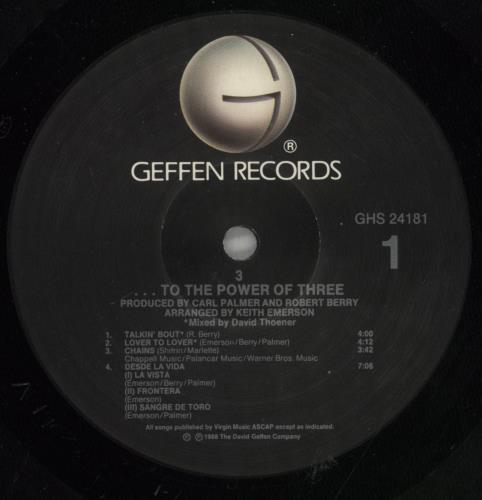 G
®
GEFFEN RECORDS
GHS 24181
1
3
...TO THE POWER OF THREE
PRODUCED BY CARL PALMER AND ROBERT BERRY
ARRANGED BY KEITH EMERSON
*Mixed by David Thoener
1. TALKIN' BOUT* (R. Berry) 4:00
2. LOVER TO LOVER* (Emerson/Berry/Palmer) 4:12
3. CHAINS (Shifrin/Marlette) 3:42
Chappell Music/Palancar Music/Warner Bros. Music
4. DESDE LA VIDA 7:06
(I) LA VISTA
(Emerson/Berry/Palmer)
(II) FRONTERA
(Emerson)
(III) SANGRE DE TORO
(Emerson/Palmer)
All songs published by Virgin Music ASCAP except as indicated.
© ℗ 1988 The David Geffen Company